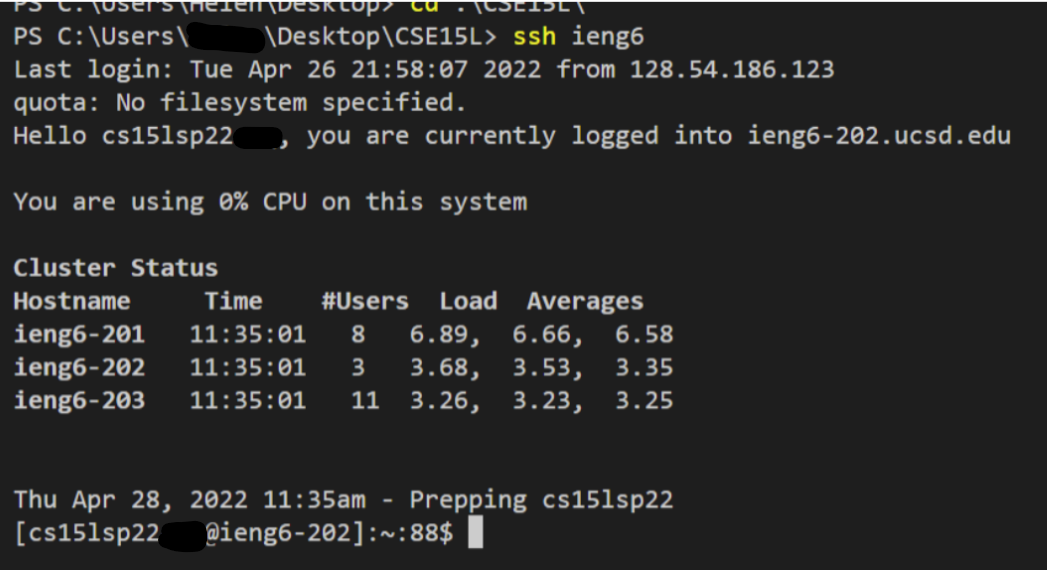 PS C:\Users\Helen\Desktop> cd .\CSE15L\
PS C:\Users\ \Desktop\CSE15L> ssh ieng6
Last login: Tue Apr 26 21:58:07 2022 from 128.54.186.123
quota: No filesystem specified.
Hello cs15lsp22 , you are currently logged into ieng6-202.ucsd.edu
You are using 0% CPU on this system
Cluster Status
Hostname Time #Users Load Averages
ieng6-201 11:35:01 8 6.89, 6.66, 6.58
ieng6-202 11:35:01 3 3.68, 3.53, 3.35
ieng6-203 11:35:01 11 3.26, 3.23, 3.25
Thu Apr 28, 2022 11:35am - Prepping cs15lsp22
[cs15lsp22 @ieng6-202]:~:88$